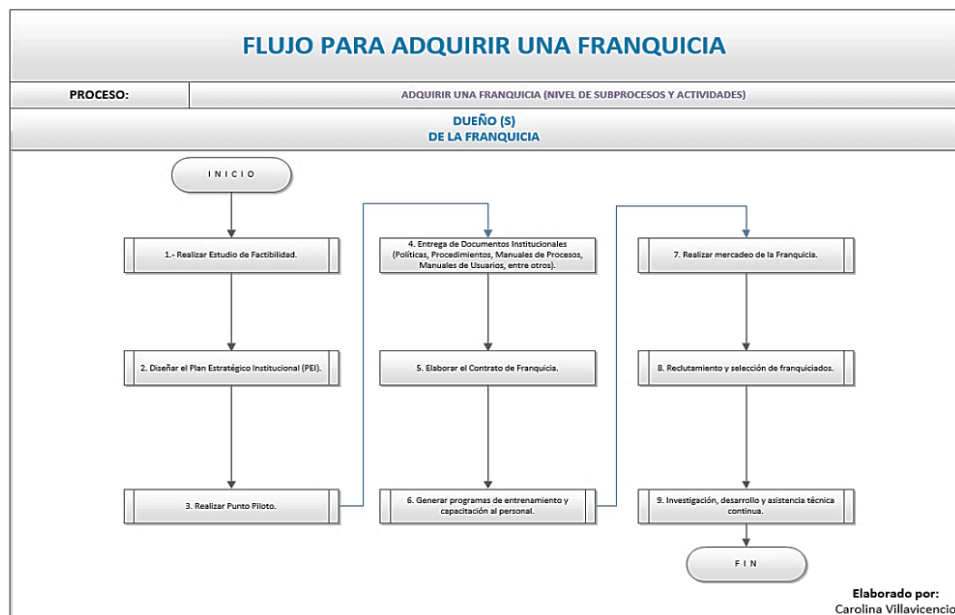 FLUJO PARA ADQUIRIR UNA FRANQUICIA
PROCESO:
ADQUIRIR UNA FRANQUICIA (NIVEL DE SUBPROCESOS Y ACTIVIDADES)
DUEÑO (S)
DE LA FRANQUICIA
INICIO
1.- Realizar Estudio de Factibilidad.
2. Diseñar el Plan Estratégico Institucional (PEI).
3. Realizar Punto Piloto.
4. Entrega de Documentos Institucionales
(Políticas, Procedimientos, Manuales de Procesos,
Manuales de Usuarios, entre otros).
5. Elaborar el Contrato de Franquicia.
6. Generar programas de entrenamiento y
capacitación al personal.
7. Realizar mercadeo de la Franquicia.
8. Reclutamiento y selección de franquiciados.
9. Investigación, desarrollo y asistencia técnica
continua.
FIN
Elaborado por:
Carolina Villavicencio